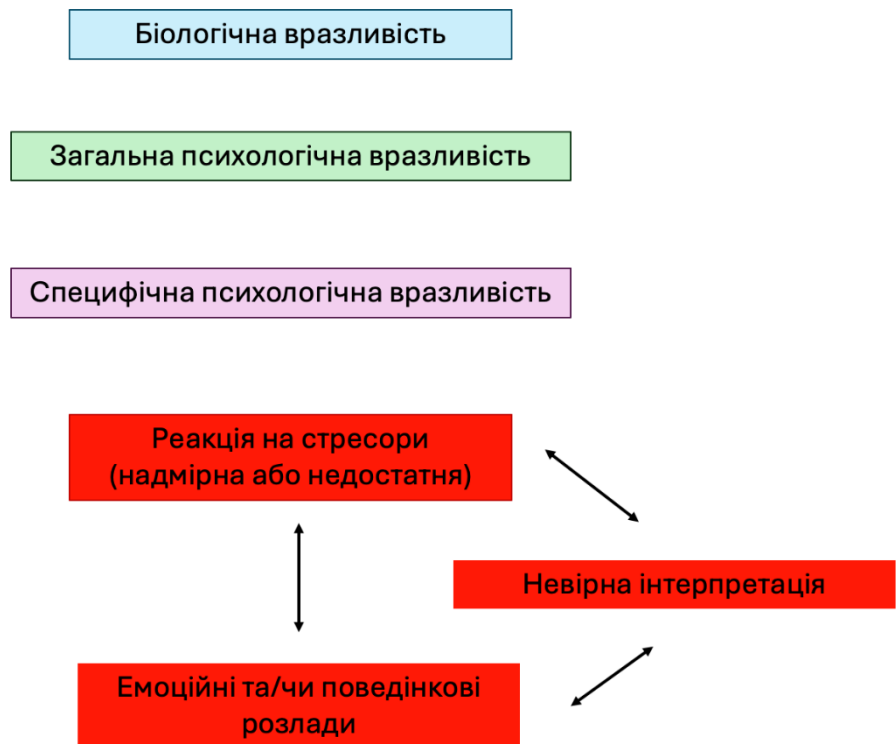 Біологічна вразливість
Загальна психологічна вразливість
Специфічна психологічна вразливість
Реакція на стресори
(надмірна або недостатня)
Невірна інтерпретація
Емоційні та/чи поведінкові
розлади